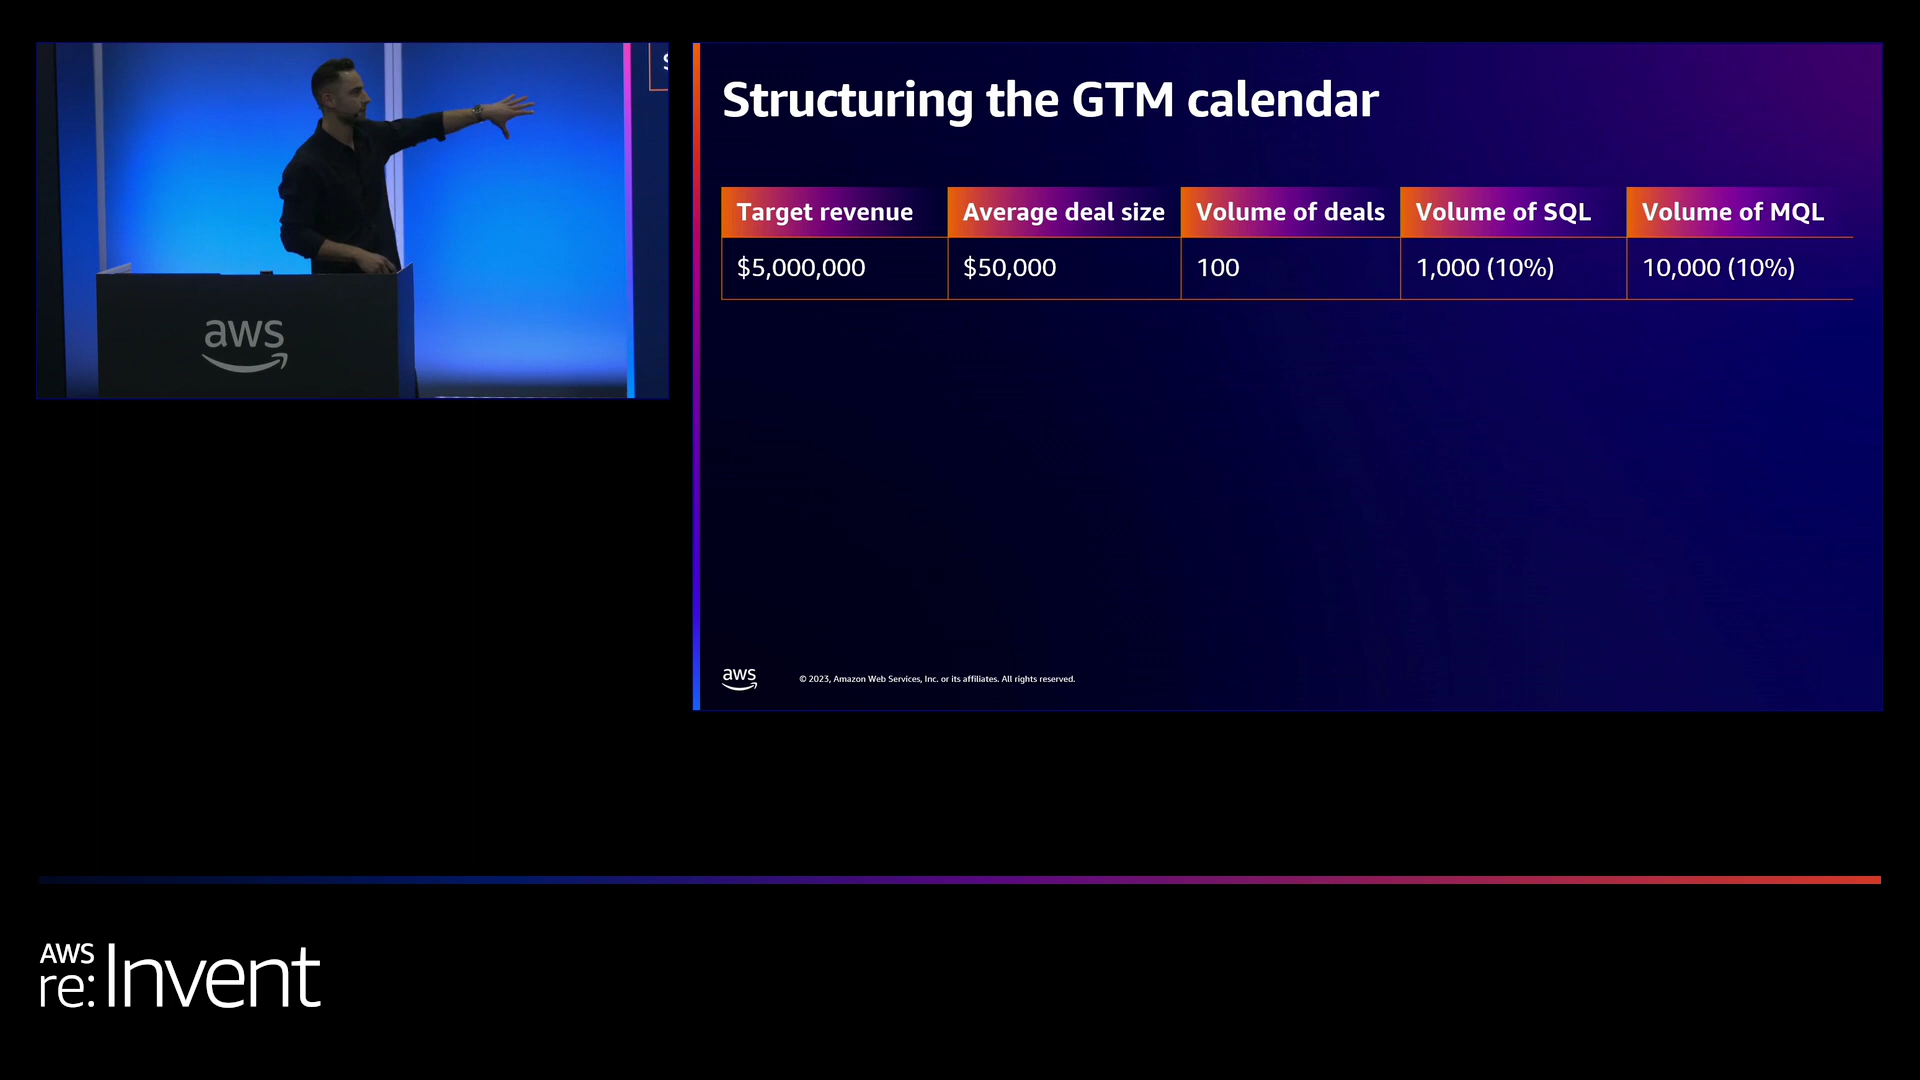 aws
Structuring the GTM calendar
Target revenue Average deal size Volume of deals Volume of SQL Volume of MQL
$5,000,000 $50,000 100 1,000 (10%) 10,000 (10%)
aws © 2023, Amazon Web Services, Inc. or its affiliates. All rights reserved.
AWS
re:Invent